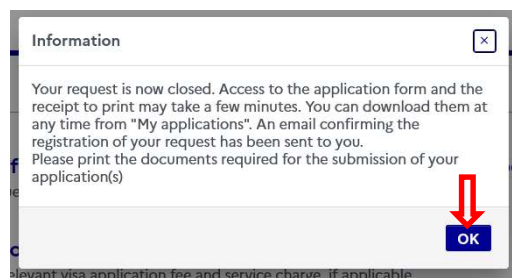 Information
Your request is now closed. Access to the application form and the
receipt to print may take a few minutes. You can download them at
any time from "My applications". An email confirming the
registration of your request has been sent to you.
Please print the documents required for the submission of your
application(s)
OK
elevant visa application fee and service charge, if applicable